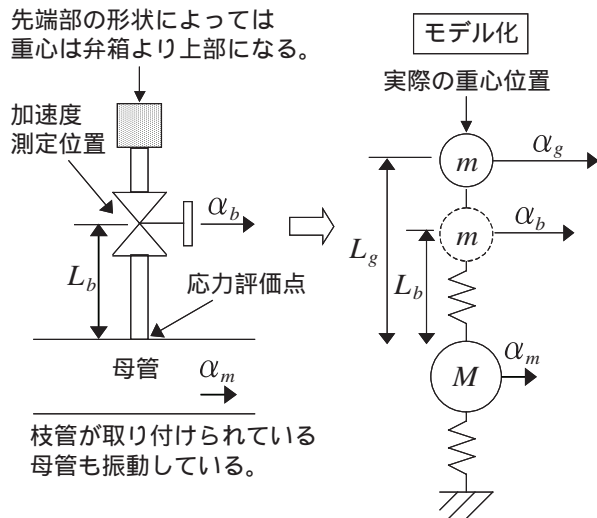 先端部の形状によっては
重心は弁箱より上部になる。
加速度
測定位置
α_b
L_b
応力評価点
母管
α_m
枝管が取り付けられている
母管も振動している。
モデル化
実際の重心位置
m
α_g
m
α_b
L_g
L_b
M
α_m